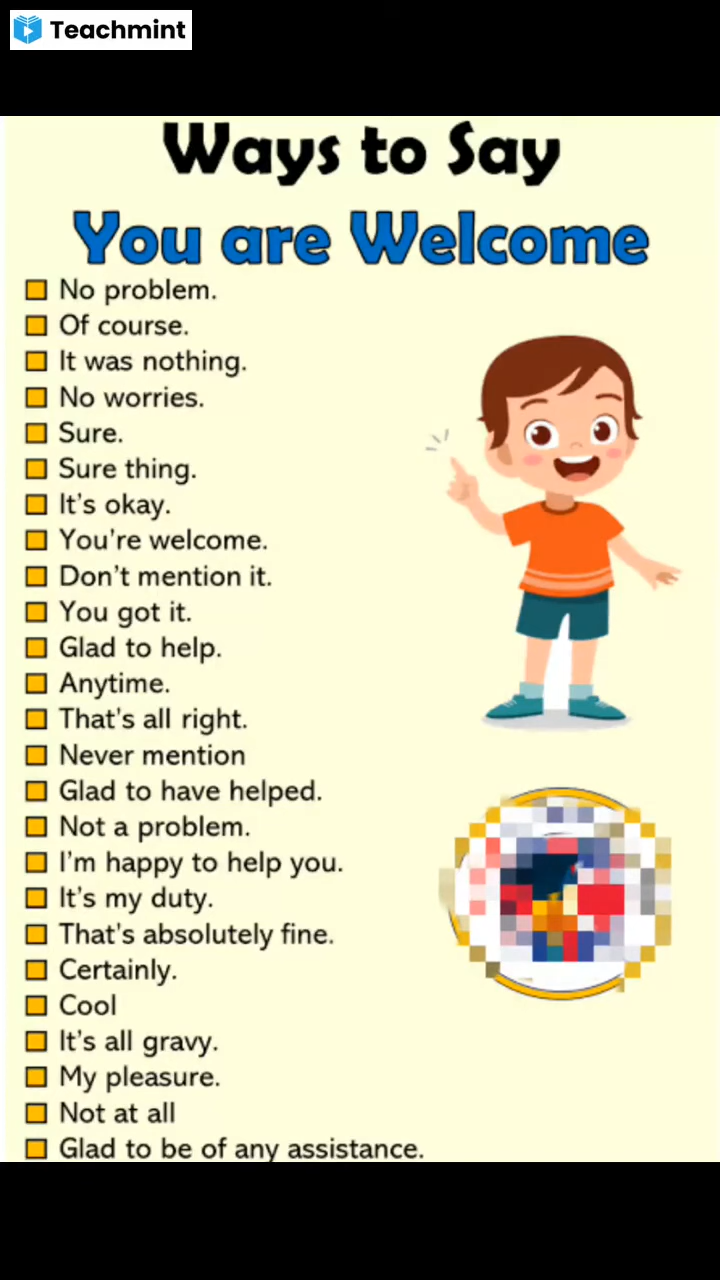 Teachmint
Ways to Say
You are Welcome
No problem.
Of course.
It was nothing.
No worries.
Sure.
Sure thing.
It's okay.
You're welcome.
Don't mention it.
You got it.
Glad to help.
Anytime.
That's all right.
Never mention
Glad to have helped.
Not a problem.
I'm happy to help you.
It's my duty.
That's absolutely fine.
Certainly.
Cool
It's all gravy.
My pleasure.
Not at all
Glad to be of any assistance.